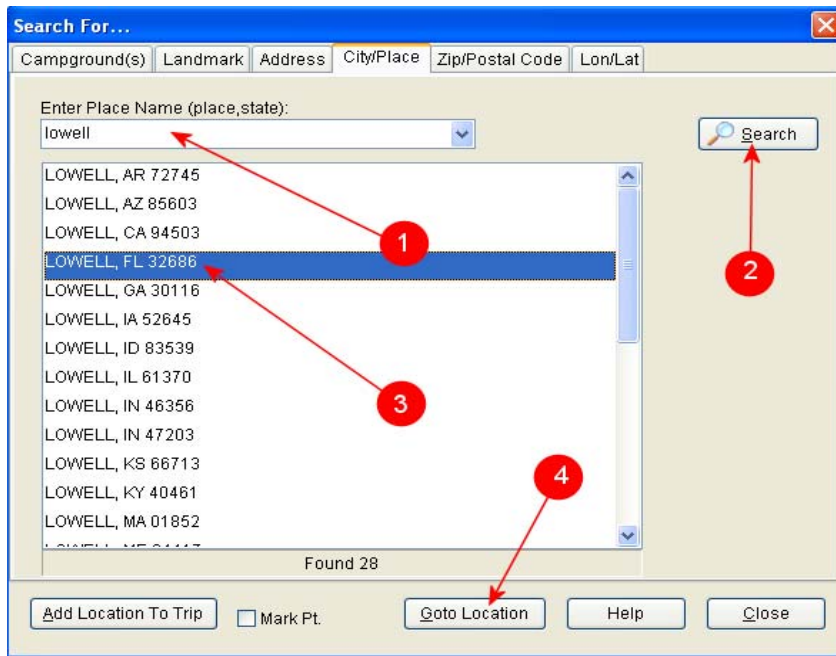 Search For...
Campground(s) Landmark Address City/Place Zip/Postal Code Lon/Lat
Enter Place Name (place,state):
lowell
Search
2
LOWELL, AR 72745
LOWELL, AZ 85603
LOWELL, CA 94503
1
LOWELL, FL 32686
LOWELL, GA 30116
LOWELL, IA 52645
LOWELL, ID 83539
LOWELL, IL 61370
3
LOWELL, IN 46356
LOWELL, IN 47203
LOWELL, KS 66713
4
LOWELL, KY 40461
LOWELL, MA 01852
Found 28
Add Location To Trip Mark Pt. Goto Location Help Close